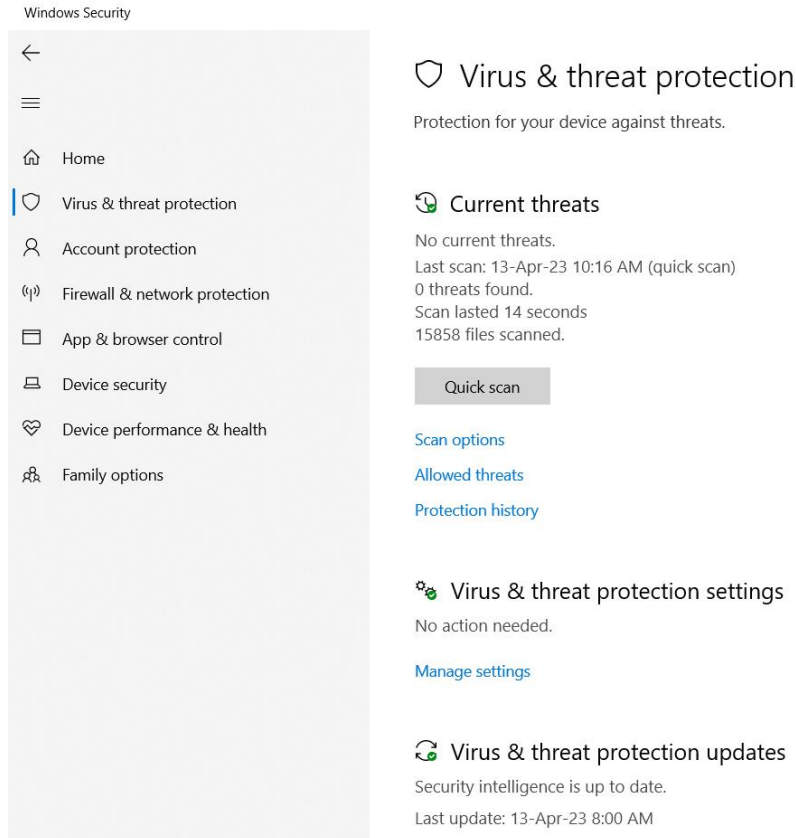 Windows Security
Home
Virus & threat protection
Account protection
Firewall & network protection
App & browser control
Device security
Device performance & health
Family options
Virus & threat protection
Protection for your device against threats.
Current threats
No current threats.
Last scan: 13-Apr-23 10:16 AM (quick scan)
0 threats found.
Scan lasted 14 seconds
15858 files scanned.
Quick scan
Scan options
Allowed threats
Protection history
Virus & threat protection settings
No action needed.
Manage settings
Virus & threat protection updates
Security intelligence is up to date.
Last update: 13-Apr-23 8:00 AM